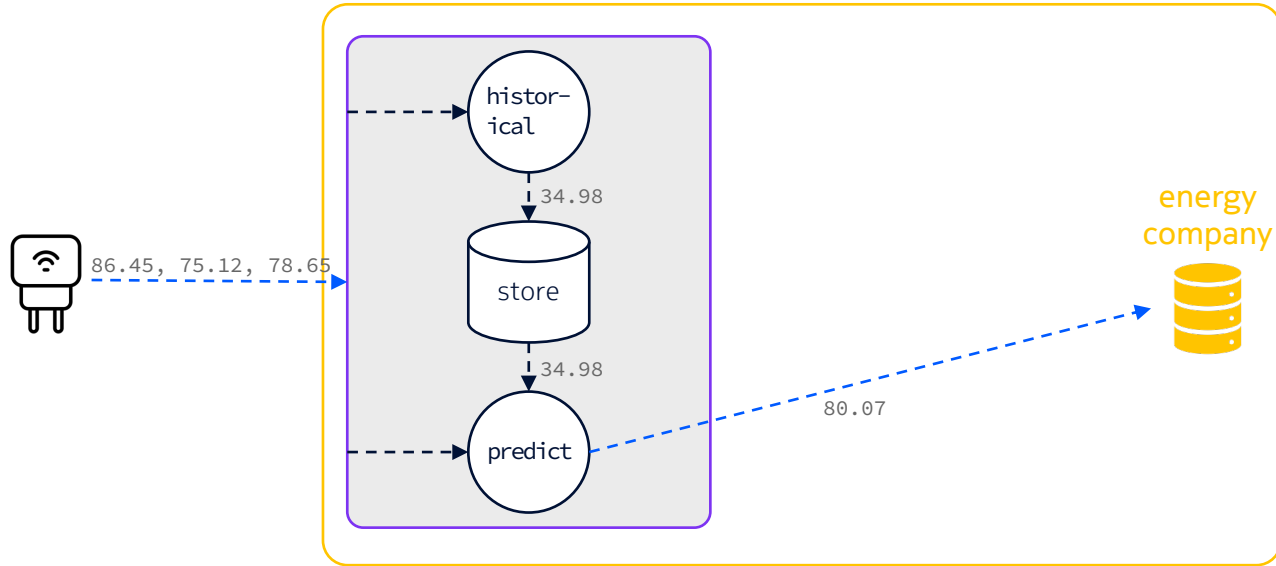 histor-
ical
34.98
energy
company
86.45, 75.12, 78.65
store
34.98
80.07
predict